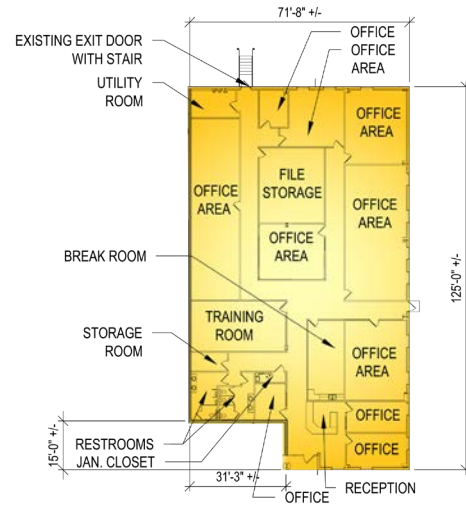 71'-8" +/-
EXISTING EXIT DOOR
WITH STAIR
OFFICE
OFFICE
AREA
UTILITY
ROOM
OFFICE
AREA
FILE
STORAGE
OFFICE
AREA
OFFICE
AREA
OFFICE
AREA
BREAK ROOM
125'-0" +/-
TRAINING
ROOM
STORAGE
ROOM
OFFICE
AREA
OFFICE
15'-0" +/-
RESTROOMS
JAN. CLOSET
OFFICE
31'-3" +/-
OFFICE
RECEPTION